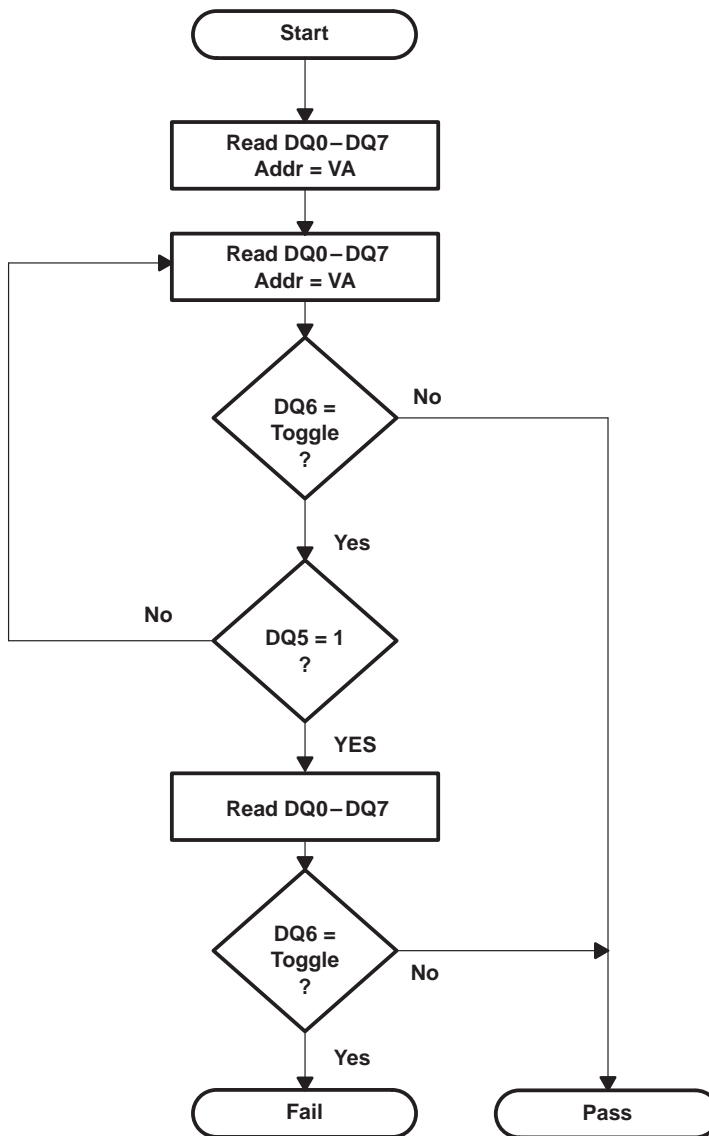 Start
Read DQ0–DQ7
Addr = VA
Read DQ0–DQ7
Addr = VA
DQ6 =
Toggle
?
No
Yes
No
DQ5 = 1
?
YES
Read DQ0–DQ7
DQ6 =
Toggle
?
No
Yes
Fail
Pass